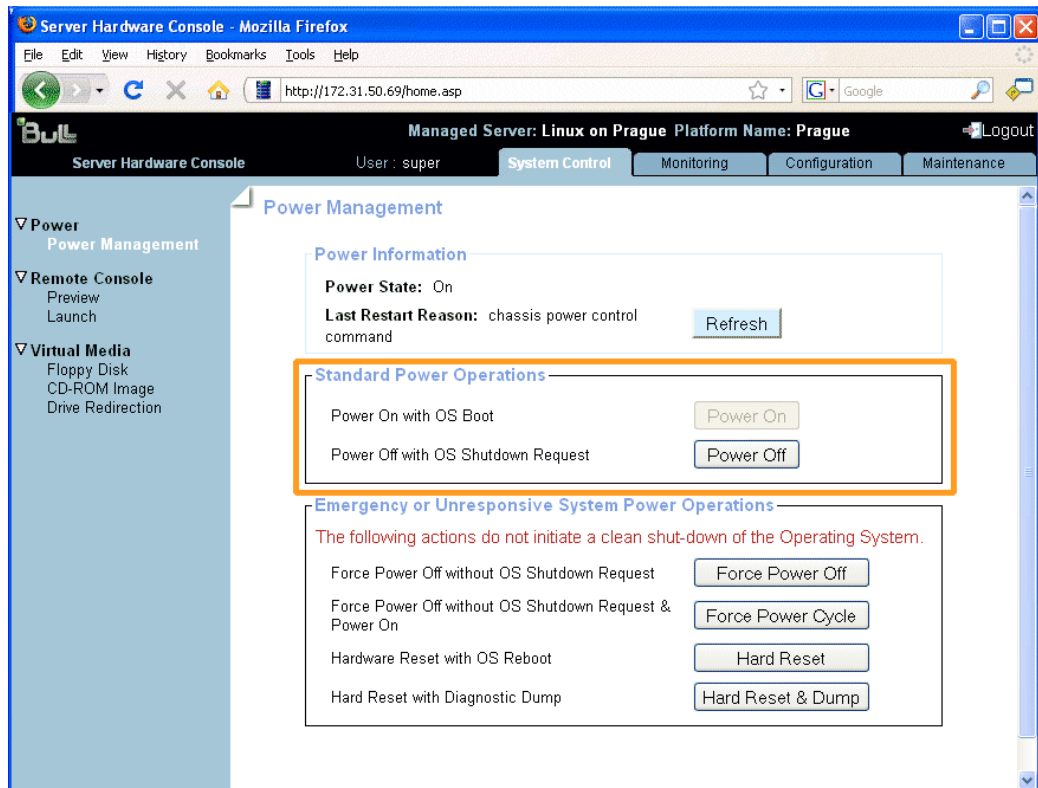 Server Hardware Console - Mozilla Firefox
File Edit View History Bookmarks Tools Help
http://172.31.50.69/home.asp
G Google
Bull
Managed Server: Linux on Prague Platform Name: Prague
Logout
Server Hardware Console
User : super
System Control
Monitoring
Configuration
Maintenance
Power
Power Management
Remote Console
Preview
Launch
Virtual Media
Floppy Disk
CD-ROM Image
Drive Redirection
Power Management
Power Information
Power State: On
Last Restart Reason: chassis power control
command
Refresh
Standard Power Operations
Power On with OS Boot
Power On
Power Off with OS Shutdown Request
Power Off
Emergency or Unresponsive System Power Operations
The following actions do not initiate a clean shut-down of the Operating System.
Force Power Off without OS Shutdown Request
Force Power Off
Force Power Off without OS Shutdown Request &
Power On
Force Power Cycle
Hardware Reset with OS Reboot
Hard Reset
Hard Reset with Diagnostic Dump
Hard Reset & Dump